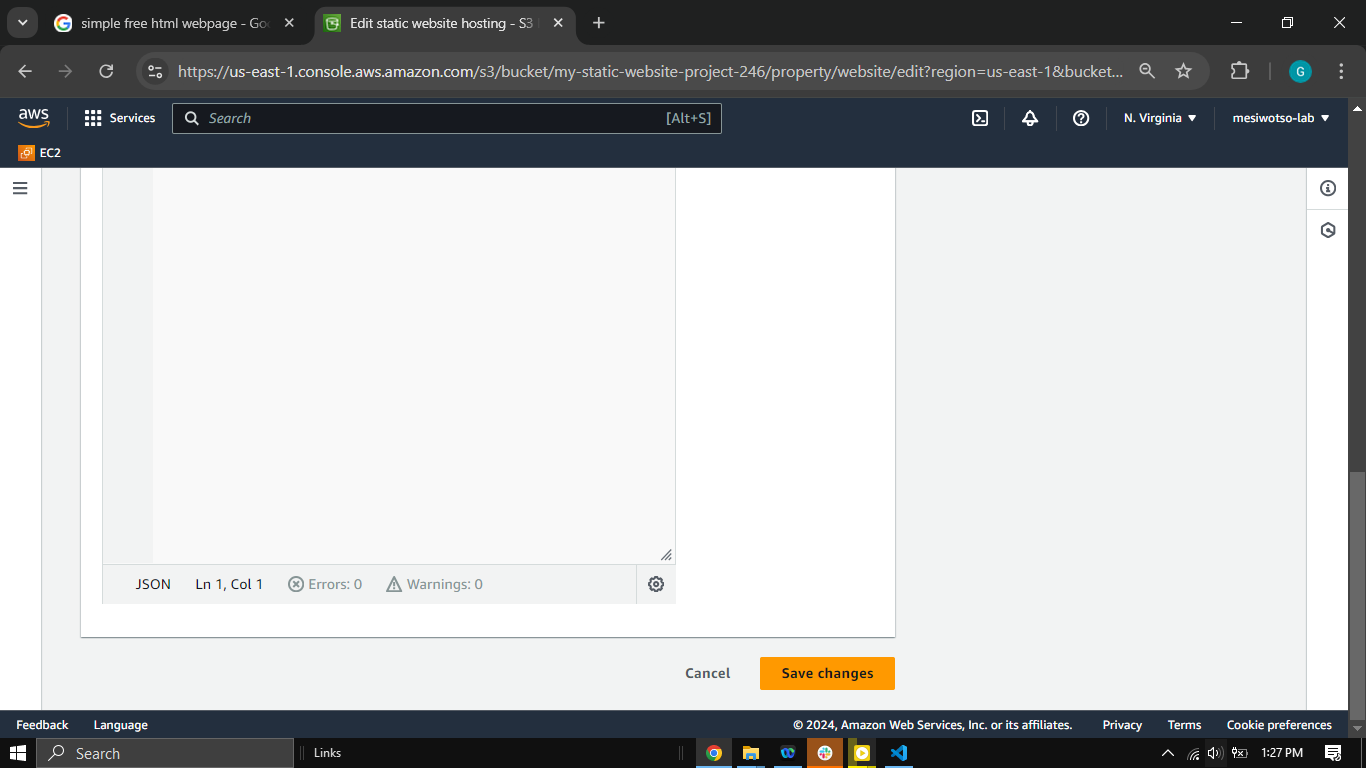 simple free html webpage - Goo
Edit static website hosting - S3
https://us-east-1.console.aws.amazon.com/s3/bucket/my-static-website-project-246/property/website/edit?region=us-east-1&bucket...
G
aws
Services
Search
[Alt+S]
N. Virginia
mesiwotso-lab
EC2
JSON
Ln 1, Col 1
Errors: 0
Warnings: 0
Cancel
Save changes
Feedback
Language
© 2024, Amazon Web Services, Inc. or its affiliates.
Privacy
Terms
Cookie preferences
Search
Links
1:27 PM